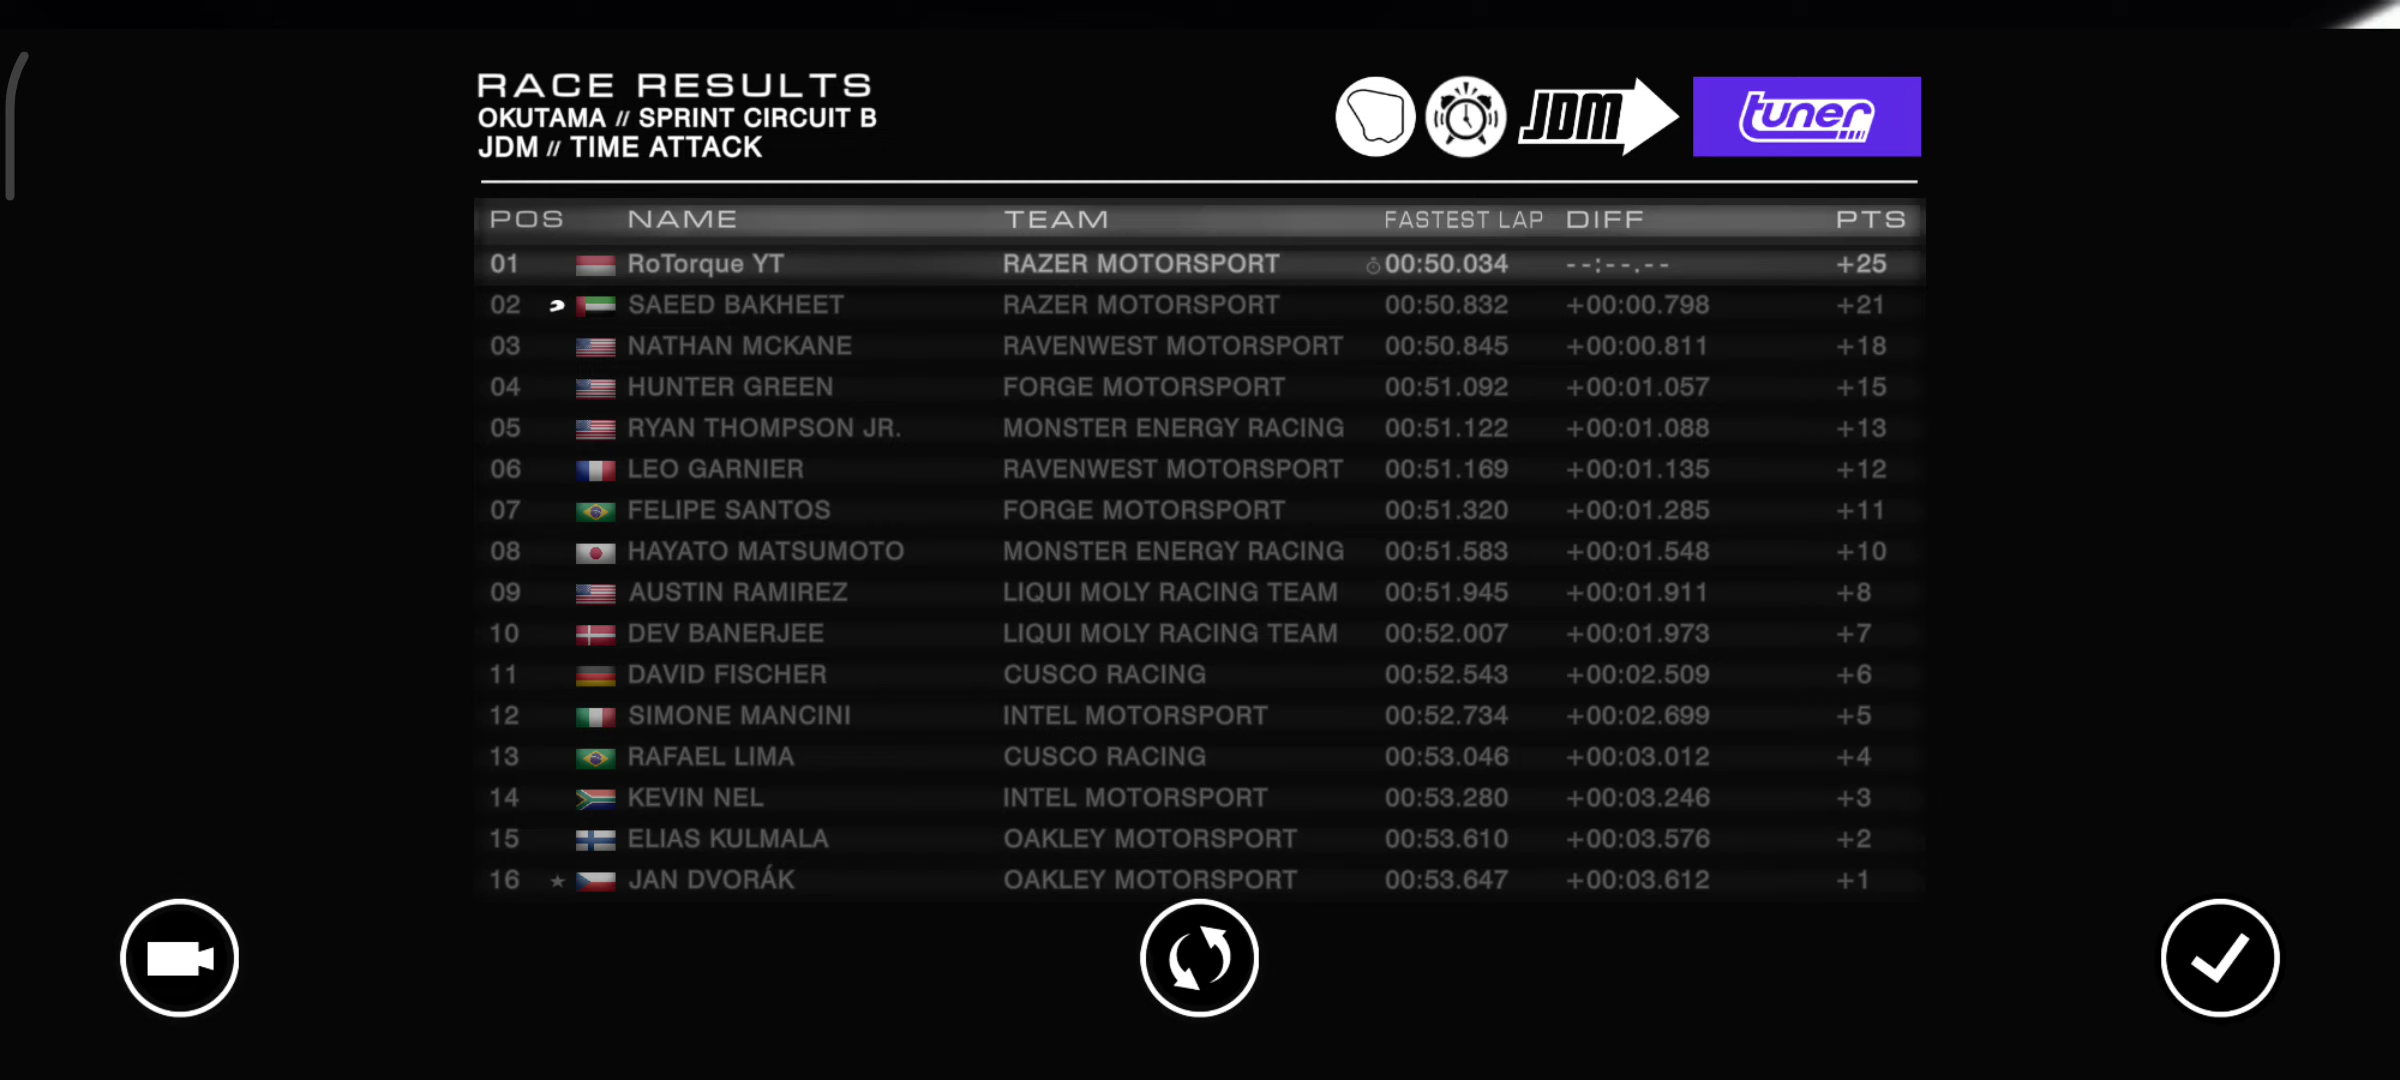 RACE RESULTS
OKUTAMA // SPRINT CIRCUIT B
JDM // TIME ATTACK
JDM
tuner
POS NAME TEAM FASTEST LAP DIFF PTS
01 RoTorque YT RAZER MOTORSPORT 00:50.034 --:--.-- +25
02 SAEED BAKHEET RAZER MOTORSPORT 00:50.832 +00:00.798 +21
03 NATHAN MCKANE RAVENWEST MOTORSPORT 00:50.845 +00:00.811 +18
04 HUNTER GREEN FORGE MOTORSPORT 00:51.092 +00:01.057 +15
05 RYAN THOMPSON JR. MONSTER ENERGY RACING 00:51.122 +00:01.088 +13
06 LEO GARNIER RAVENWEST MOTORSPORT 00:51.169 +00:01.135 +12
07 FELIPE SANTOS FORGE MOTORSPORT 00:51.320 +00:01.285 +11
08 HAYATO MATSUMOTO MONSTER ENERGY RACING 00:51.583 +00:01.548 +10
09 AUSTIN RAMIREZ LIQUI MOLY RACING TEAM 00:51.945 +00:01.911 +8
10 DEV BANERJEE LIQUI MOLY RACING TEAM 00:52.007 +00:01.973 +7
11 DAVID FISCHER CUSCO RACING 00:52.543 +00:02.509 +6
12 SIMONE MANCINI INTEL MOTORSPORT 00:52.734 +00:02.699 +5
13 RAFAEL LIMA CUSCO RACING 00:53.046 +00:03.012 +4
14 KEVIN NEL INTEL MOTORSPORT 00:53.280 +00:03.246 +3
15 ELIAS KULMALA OAKLEY MOTORSPORT 00:53.610 +00:03.576 +2
16 JAN DVORÁK OAKLEY MOTORSPORT 00:53.647 +00:03.612 +1